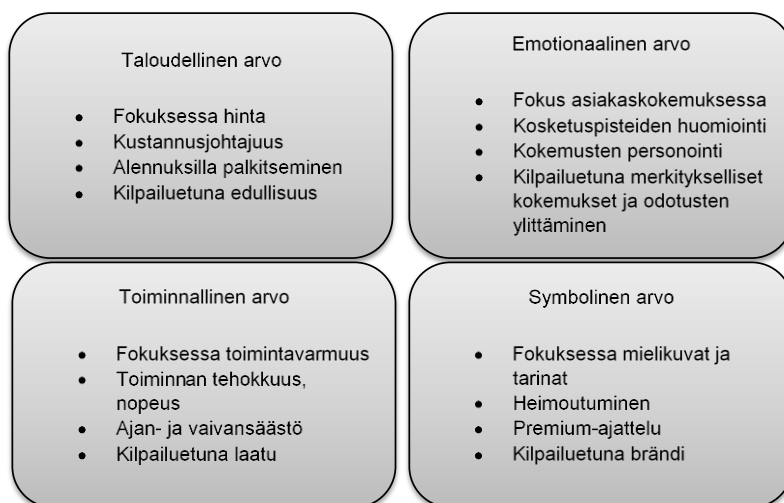 Taloudellinen arvo
Fokuksessa hinta
Kustannusjohtajuus
Alennuksilla palkitseminen
Kilpailuetuna edullisuus
Emotionaalinen arvo
Fokus asiakaskokemuksessa
Kosketuspisteiden huomiointi
Kokemusten personointi
Kilpailuetuna merkitykselliset
kokemukset ja odotusten
ylittäminen
Toiminnallinen arvo
Fokuksessa toimintavarmuus
Toiminnan tehokkuus,
nopeus
Ajan- ja vaivansäästö
Kilpailuetuna laatu
Symbolinen arvo
Fokuksessa mielikuvat ja
tarinat
Heimoutuminen
Premium-ajattelu
Kilpailuetuna brändi